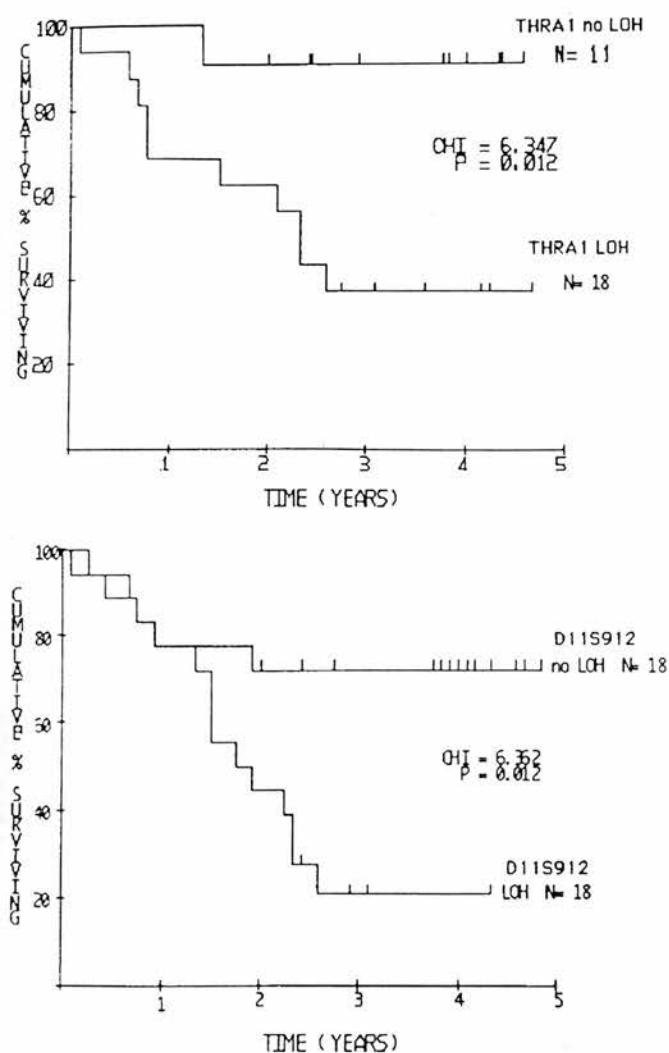 THRA1 no LOH
N= 11
100
80
60
40
20
CUMULATIVE % SURVIVING
CHI = 6.347
P = 0.012
THRA1 LOH
N= 18
1 2 3 4 5
TIME (YEARS)
100
80
60
40
20
CUMULATIVE % SURVIVING
D11S912
no LOH N= 18
CHI = 6.362
P = 0.012
D11S912
LOH N= 18
1 2 3 4 5
TIME (YEARS)